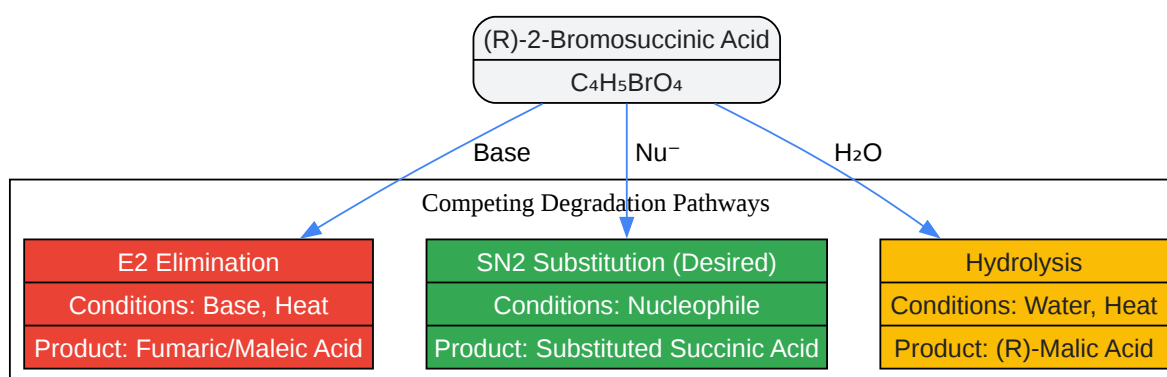 (R)-2-Bromosuccinic Acid
C₄H₅BrO₄
Base
Nu⁻
H₂O
Competing Degradation Pathways
E2 Elimination
Conditions: Base, Heat
Product: Fumaric/Maleic Acid
SN2 Substitution (Desired)
Conditions: Nucleophile
Product: Substituted Succinic Acid
Hydrolysis
Conditions: Water, Heat
Product: (R)-Malic Acid